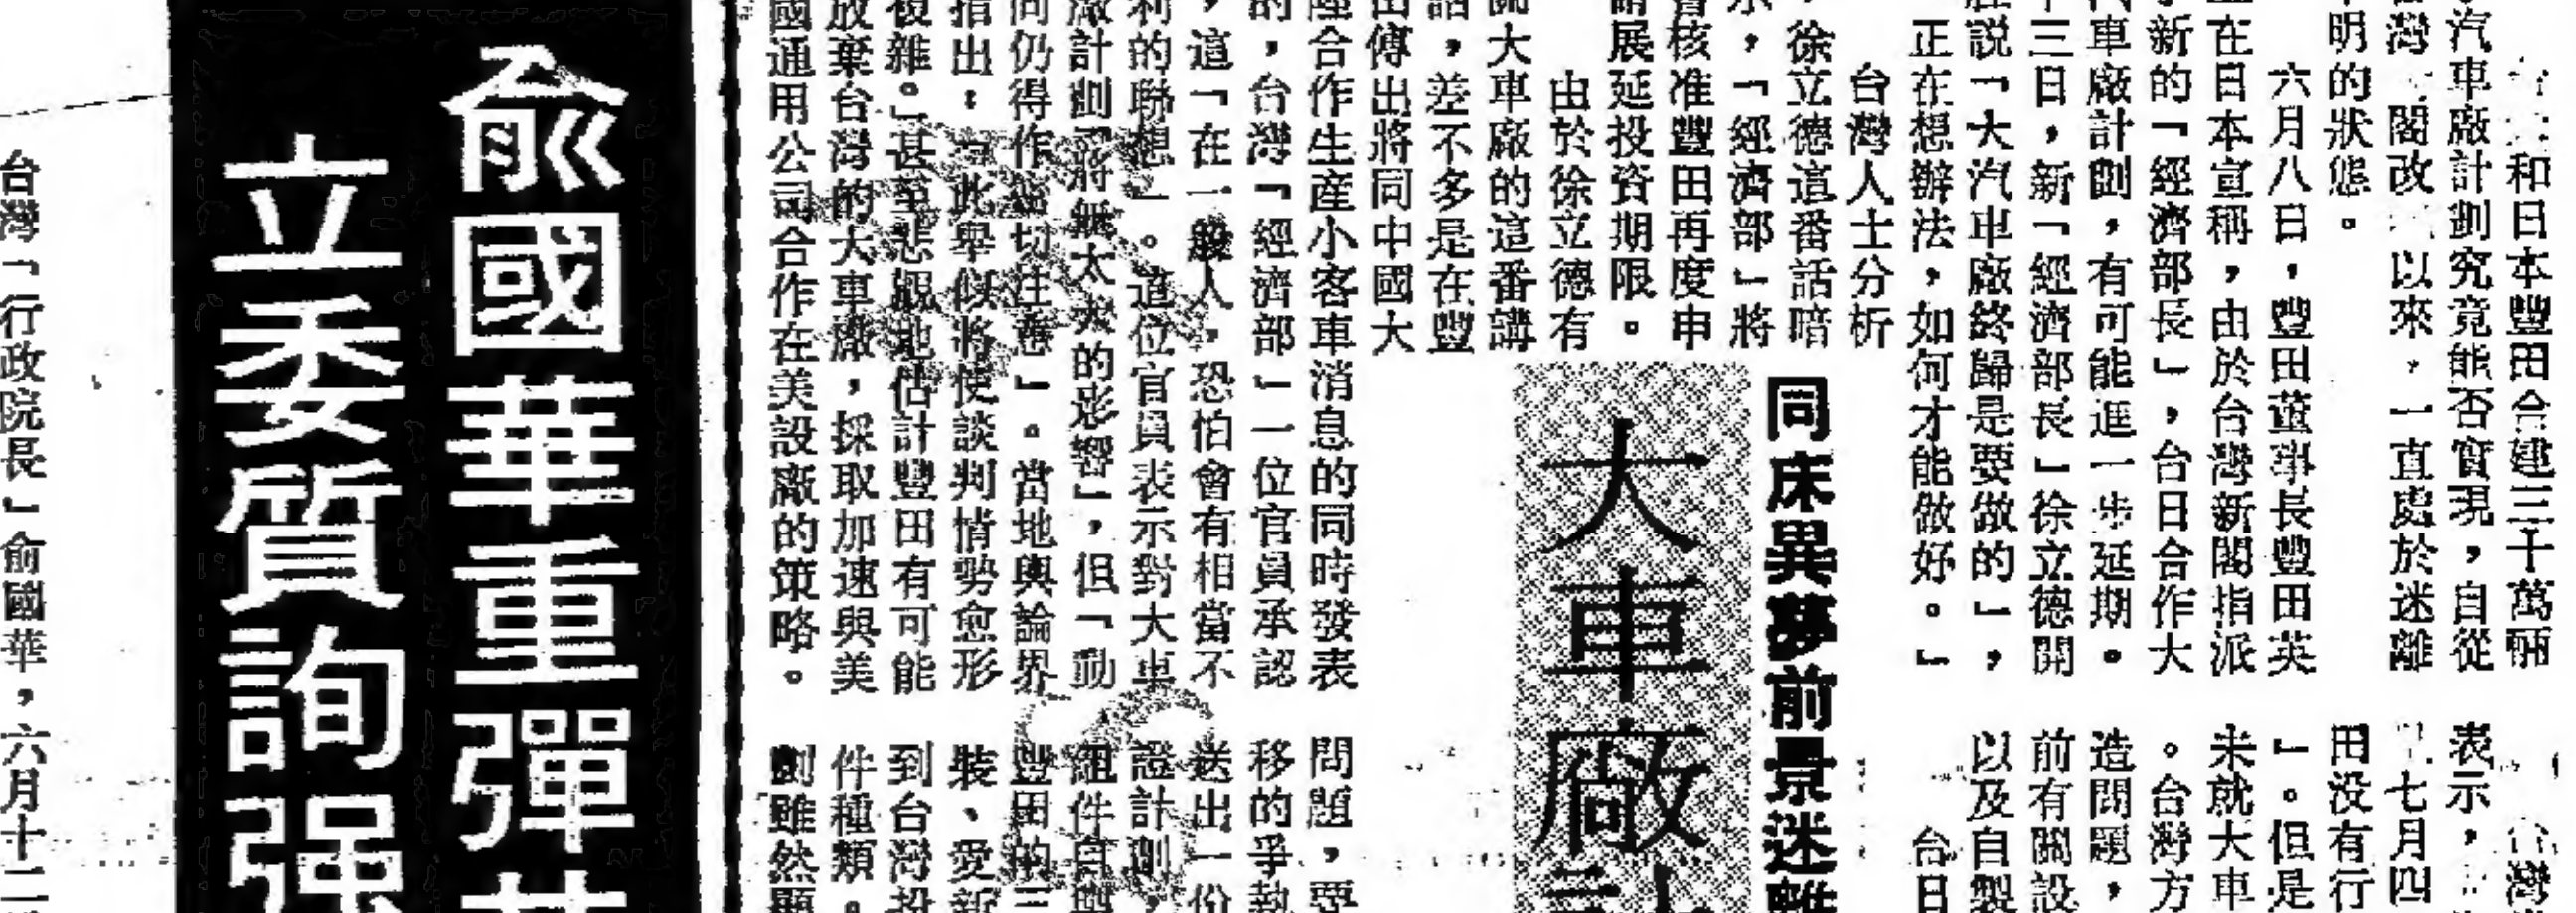 和日本豐田合建三十萬輛
汽車廠計劃究竟能否實現，自從
閣改 以來，一直處於迷離
明的狀態。
六月八日，豐田董事長豐田英
在日本宣稱，由於台灣新閣指派
新的「經濟部長」，台日合作大
車廠計劃，有可能進一步延期。
三日，新「經濟部長」徐立德開
說「大汽車廠終歸是要做的」，
正在想辦法，如何才能做好。」
台灣人士分析
，徐立德這番話暗
，「經濟部」將
核准豐田再度申
展延投資期限。
由於徐立德有
大車廠的這番講
話，差不多是在豐
傳出將同中國大
陸合作生產小客車消息的同時發表
的，台灣「經濟部」一位官員承認
，這「在一般人，恐怕會有相當不
利的聯想」。這位官員表示對大車
廠計劃將無太大的影響」，但「動
向仍得作密切注意」。當地輿論界
指出：「此舉似將使談判情勢愈形
複雜。」甚至悲觀地估計豐田有可能
放棄台灣的大車廠，採取加速與美
國通用公司合作在美設廠的策略。
同床異夢前景迷離
大車廠計
表示，
七月四
田没有行
」。但是
未就大車
。台灣方
造問題，
前有關設
以及自製
台日
問題，要
移的爭執
送出一份
證計劃，
組件自製
豐田的三
裝、愛新
到台灣投
件種類。
劃雖然顯
俞國華重彈
立委質詢强
台灣「行政院長」俞國華，六月十二